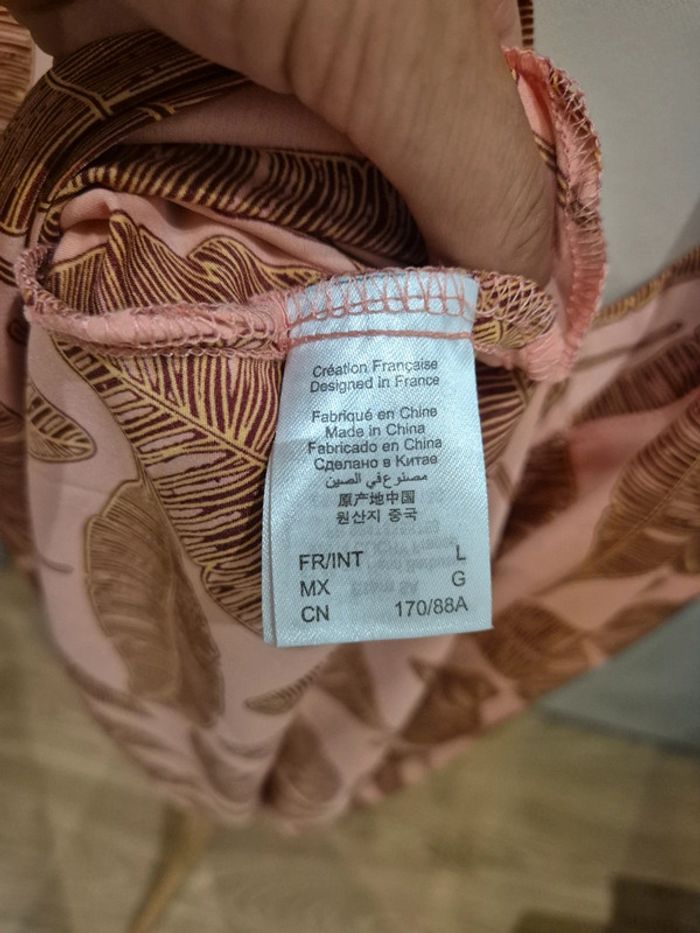 Création Française
Designed in France
Fabriqué en Chine
Made in China
Fabricado en China
Сделано в Китае
مصنوع في الصين
原产地中国
원산지 중국
FR/INT L
MX G
CN 170/88A